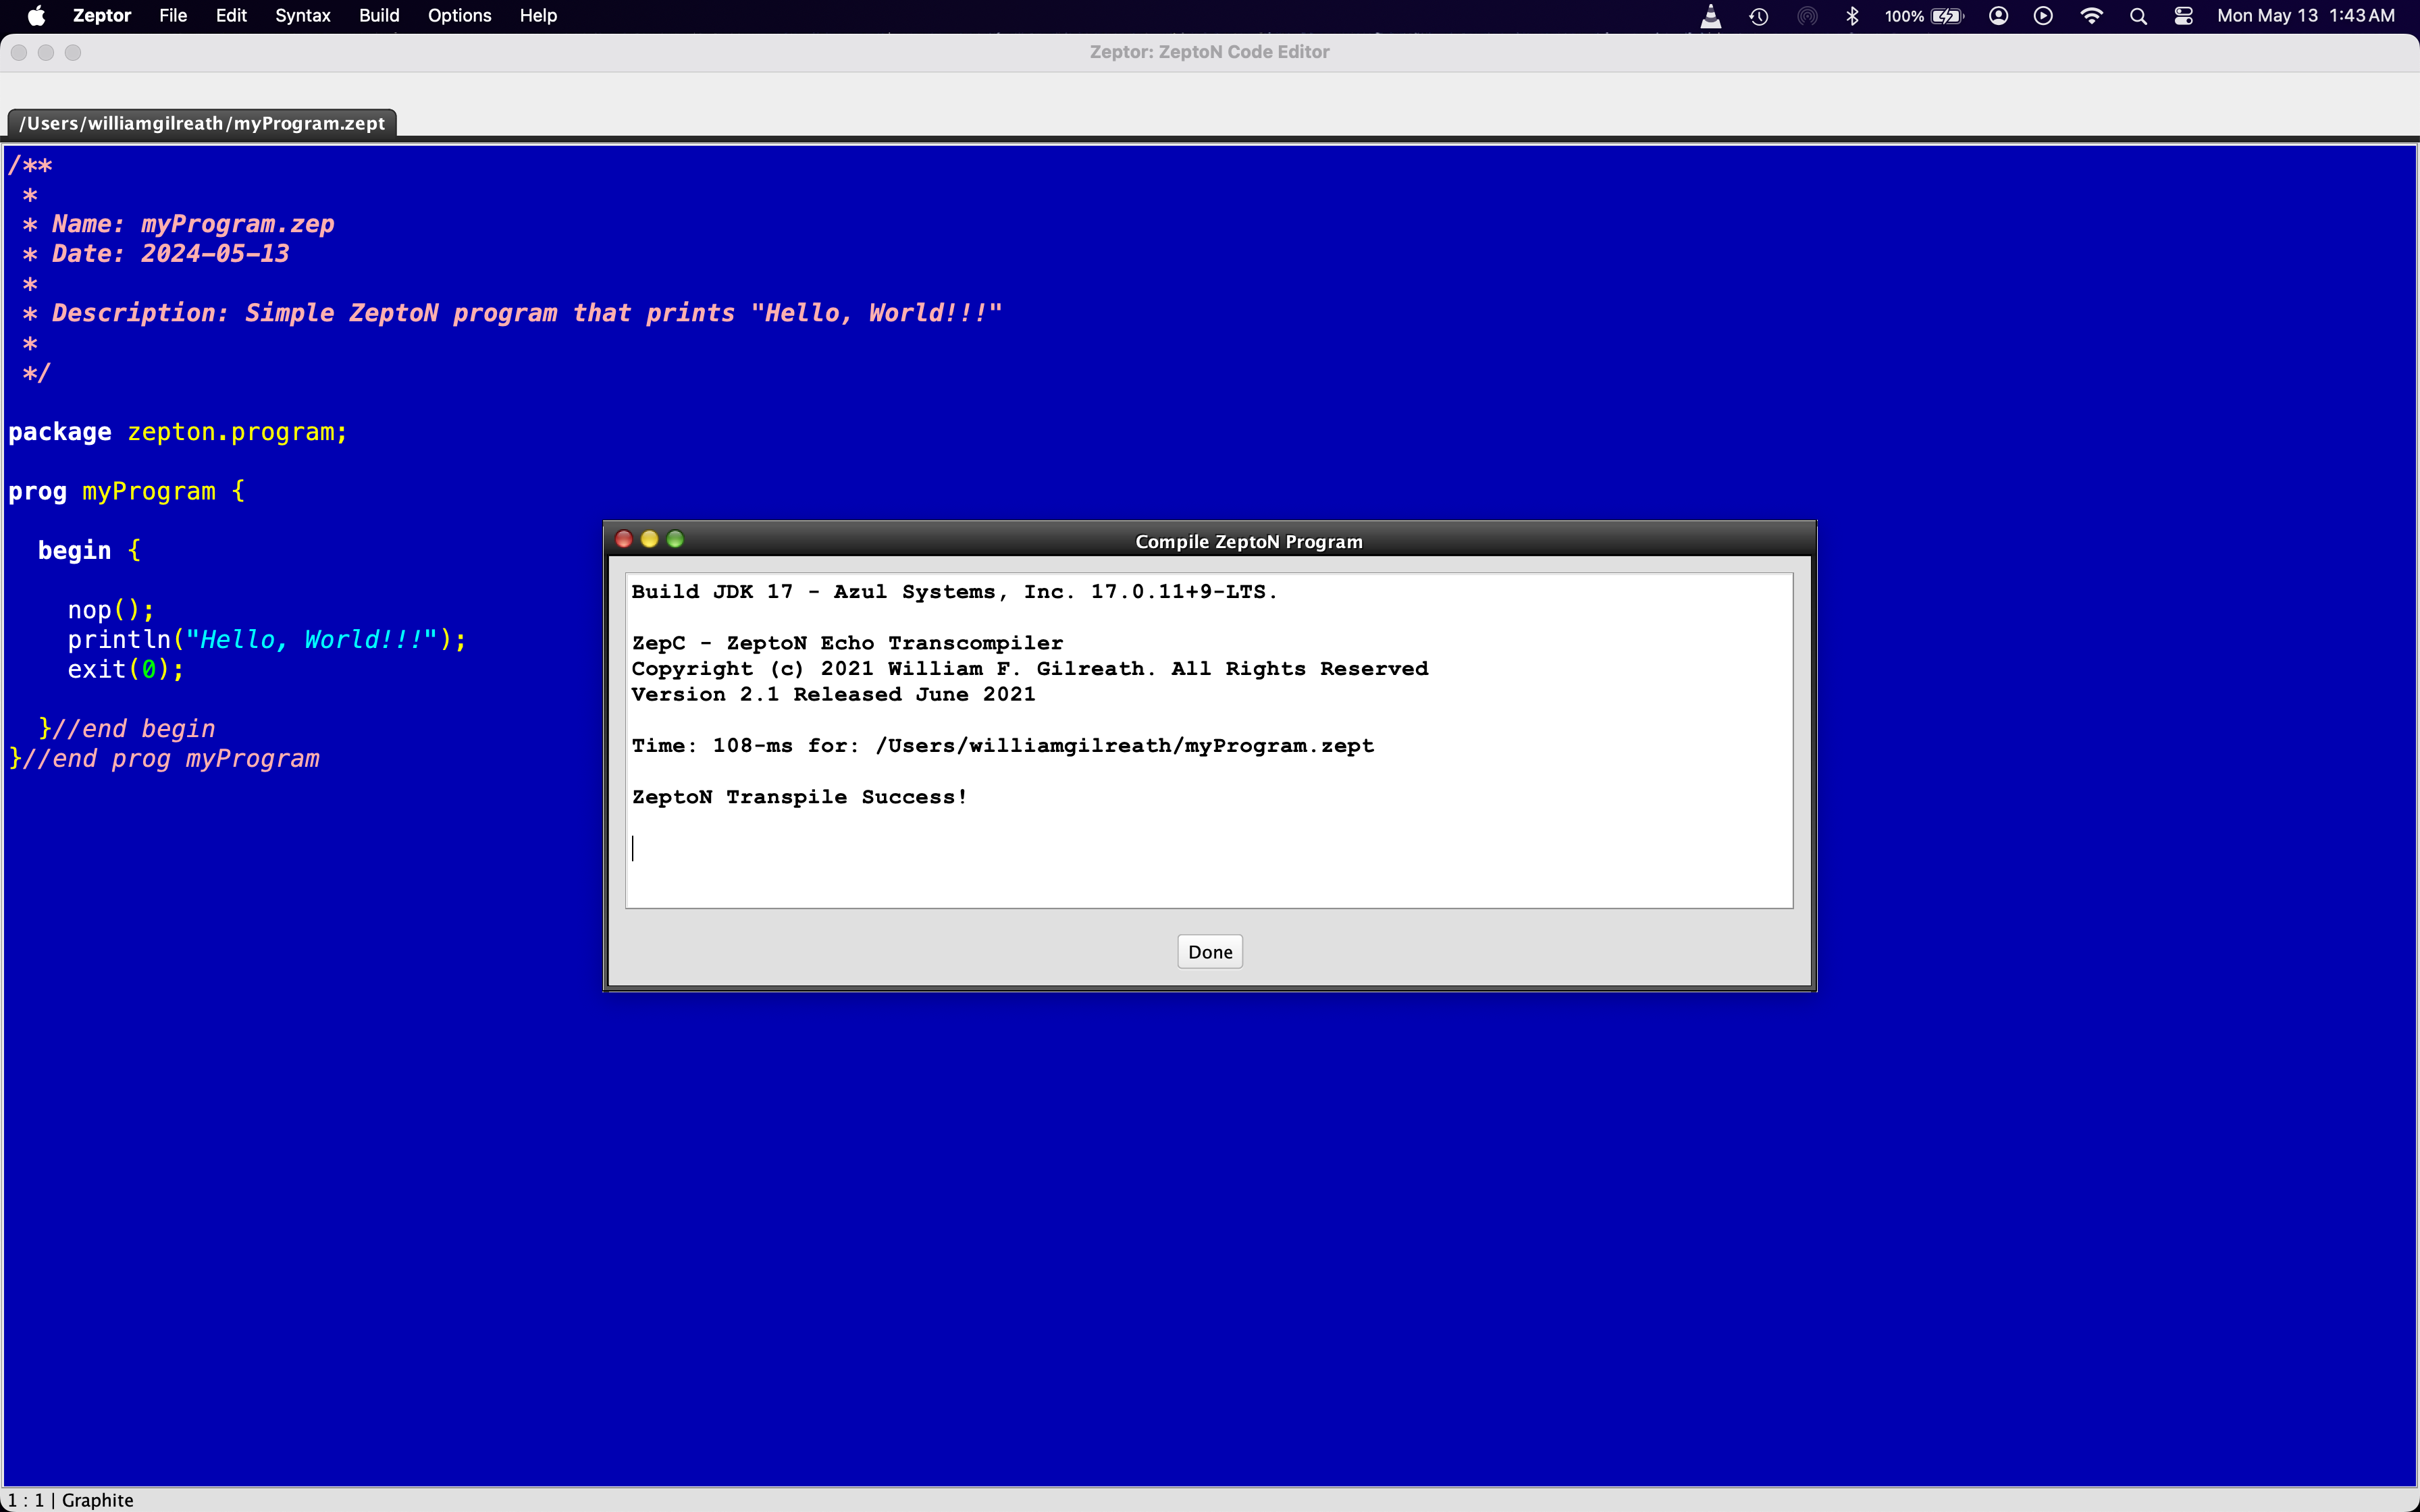 Zeptor File Edit Syntax Build Options Help 100% Mon May 13 1:43 AM
Zeptor: ZeptoN Code Editor
/Users/williamgilreath/myProgram.zept
/**
 *
 * Name: myProgram.zep
 * Date: 2024-05-13
 *
 * Description: Simple ZeptoN program that prints "Hello, World!!!"
 *
 */
package zepton.program;
prog myProgram {
  begin {
    nop();
    println("Hello, World!!!");
    exit(0);
  }//end begin
}//end prog myProgram
Compile ZeptoN Program
Build JDK 17 - Azul Systems, Inc. 17.0.11+9-LTS.
ZepC - ZeptoN Echo Transcompiler
Copyright (c) 2021 William F. Gilreath. All Rights Reserved
Version 2.1 Released June 2021
Time: 108-ms for: /Users/williamgilreath/myProgram.zept
ZeptoN Transpile Success!
Done
1 : 1 | Graphite